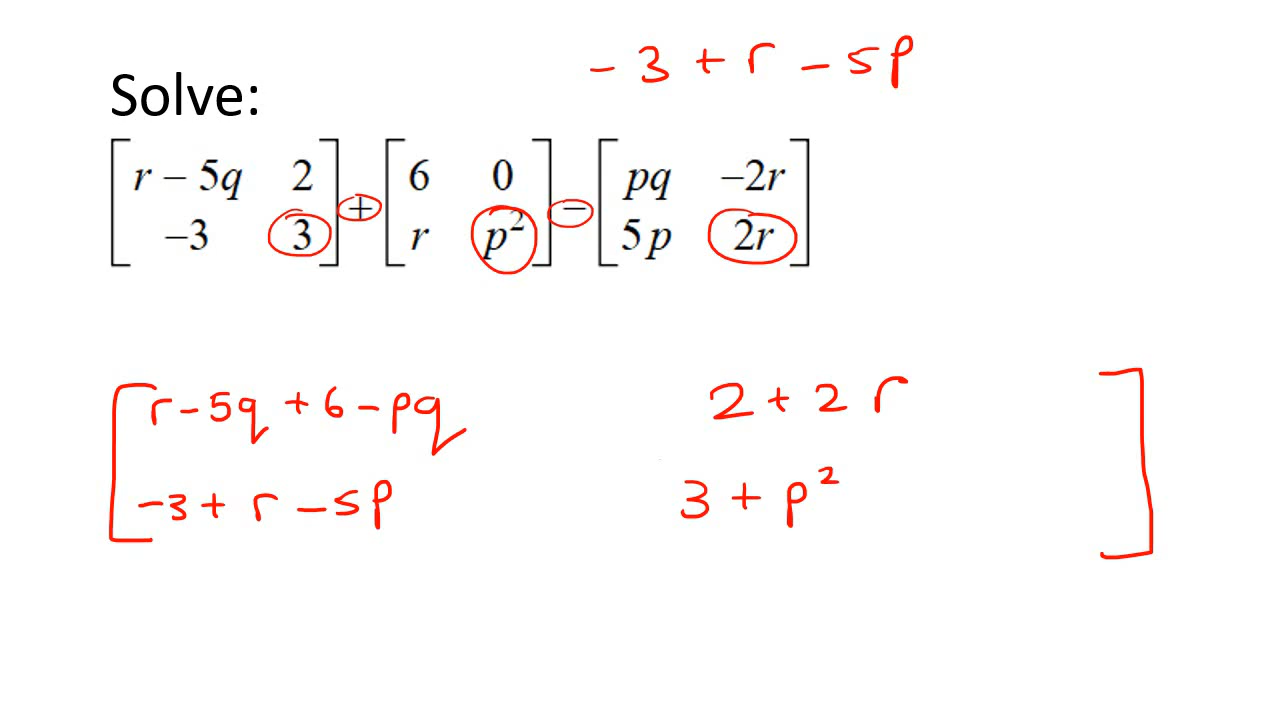 - 3 + r - 5p
Solve:
[ r − 5q 2 ] + [ 6 0 ] − [ pq −2r ]
[ −3 3 ] [ r p² ] [ 5p 2r ]
[ r - 5q + 6 - pq 2 + 2 r ]
[ -3 + r - 5p 3 + p² ]